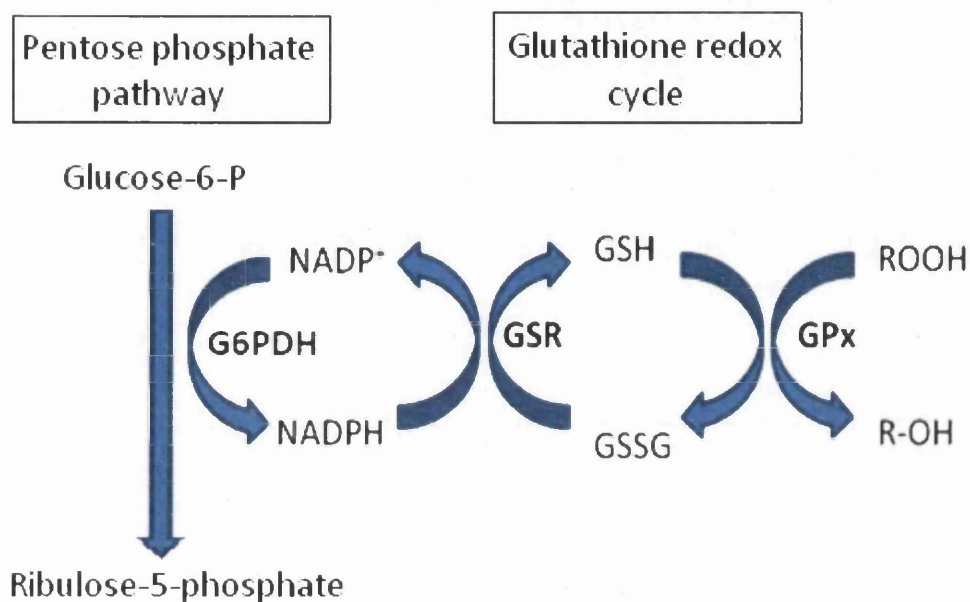 Pentose phosphate
pathway
Glutathione redox
cycle
Glucose-6-P
NADP⁺
GSH
ROOH
G6PDH
GSR
GPx
NADPH
GSSG
R-OH
Ribulose-5-phosphate